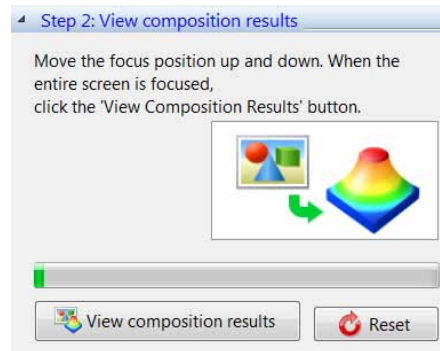 Step 2: View composition results
Move the focus position up and down. When the
entire screen is focused,
click the 'View Composition Results' button.
View composition results
Reset